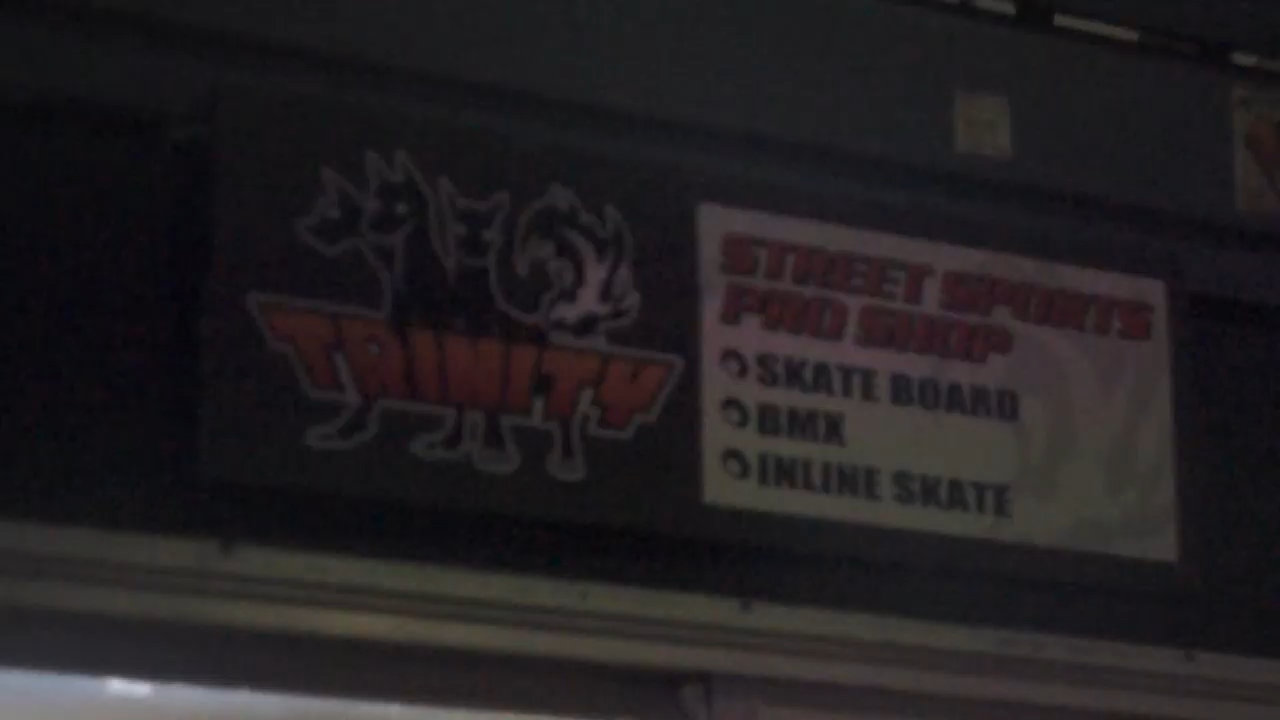 TRINITY
STREET SPORTS
PRO SHOP
SKATE BOARD
BMX
INLINE SKATE